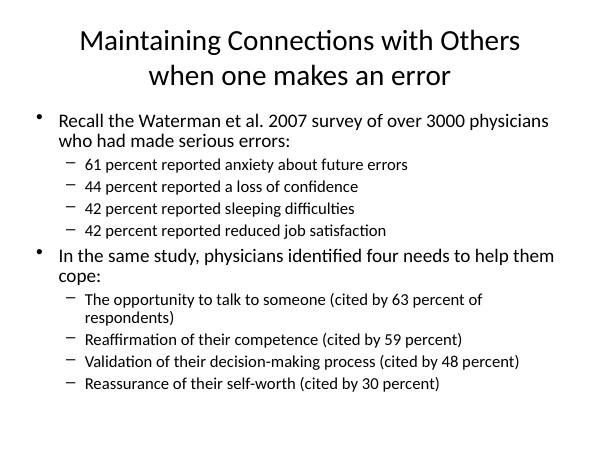 Maintaining Connections with Others
when one makes an error
• Recall the Waterman et al. 2007 survey of over 3000 physicians
who had made serious errors:
– 61 percent reported anxiety about future errors
– 44 percent reported a loss of confidence
– 42 percent reported sleeping difficulties
– 42 percent reported reduced job satisfaction
• In the same study, physicians identified four needs to help them
cope:
– The opportunity to talk to someone (cited by 63 percent of
respondents)
– Reaffirmation of their competence (cited by 59 percent)
– Validation of their decision-making process (cited by 48 percent)
– Reassurance of their self-worth (cited by 30 percent)